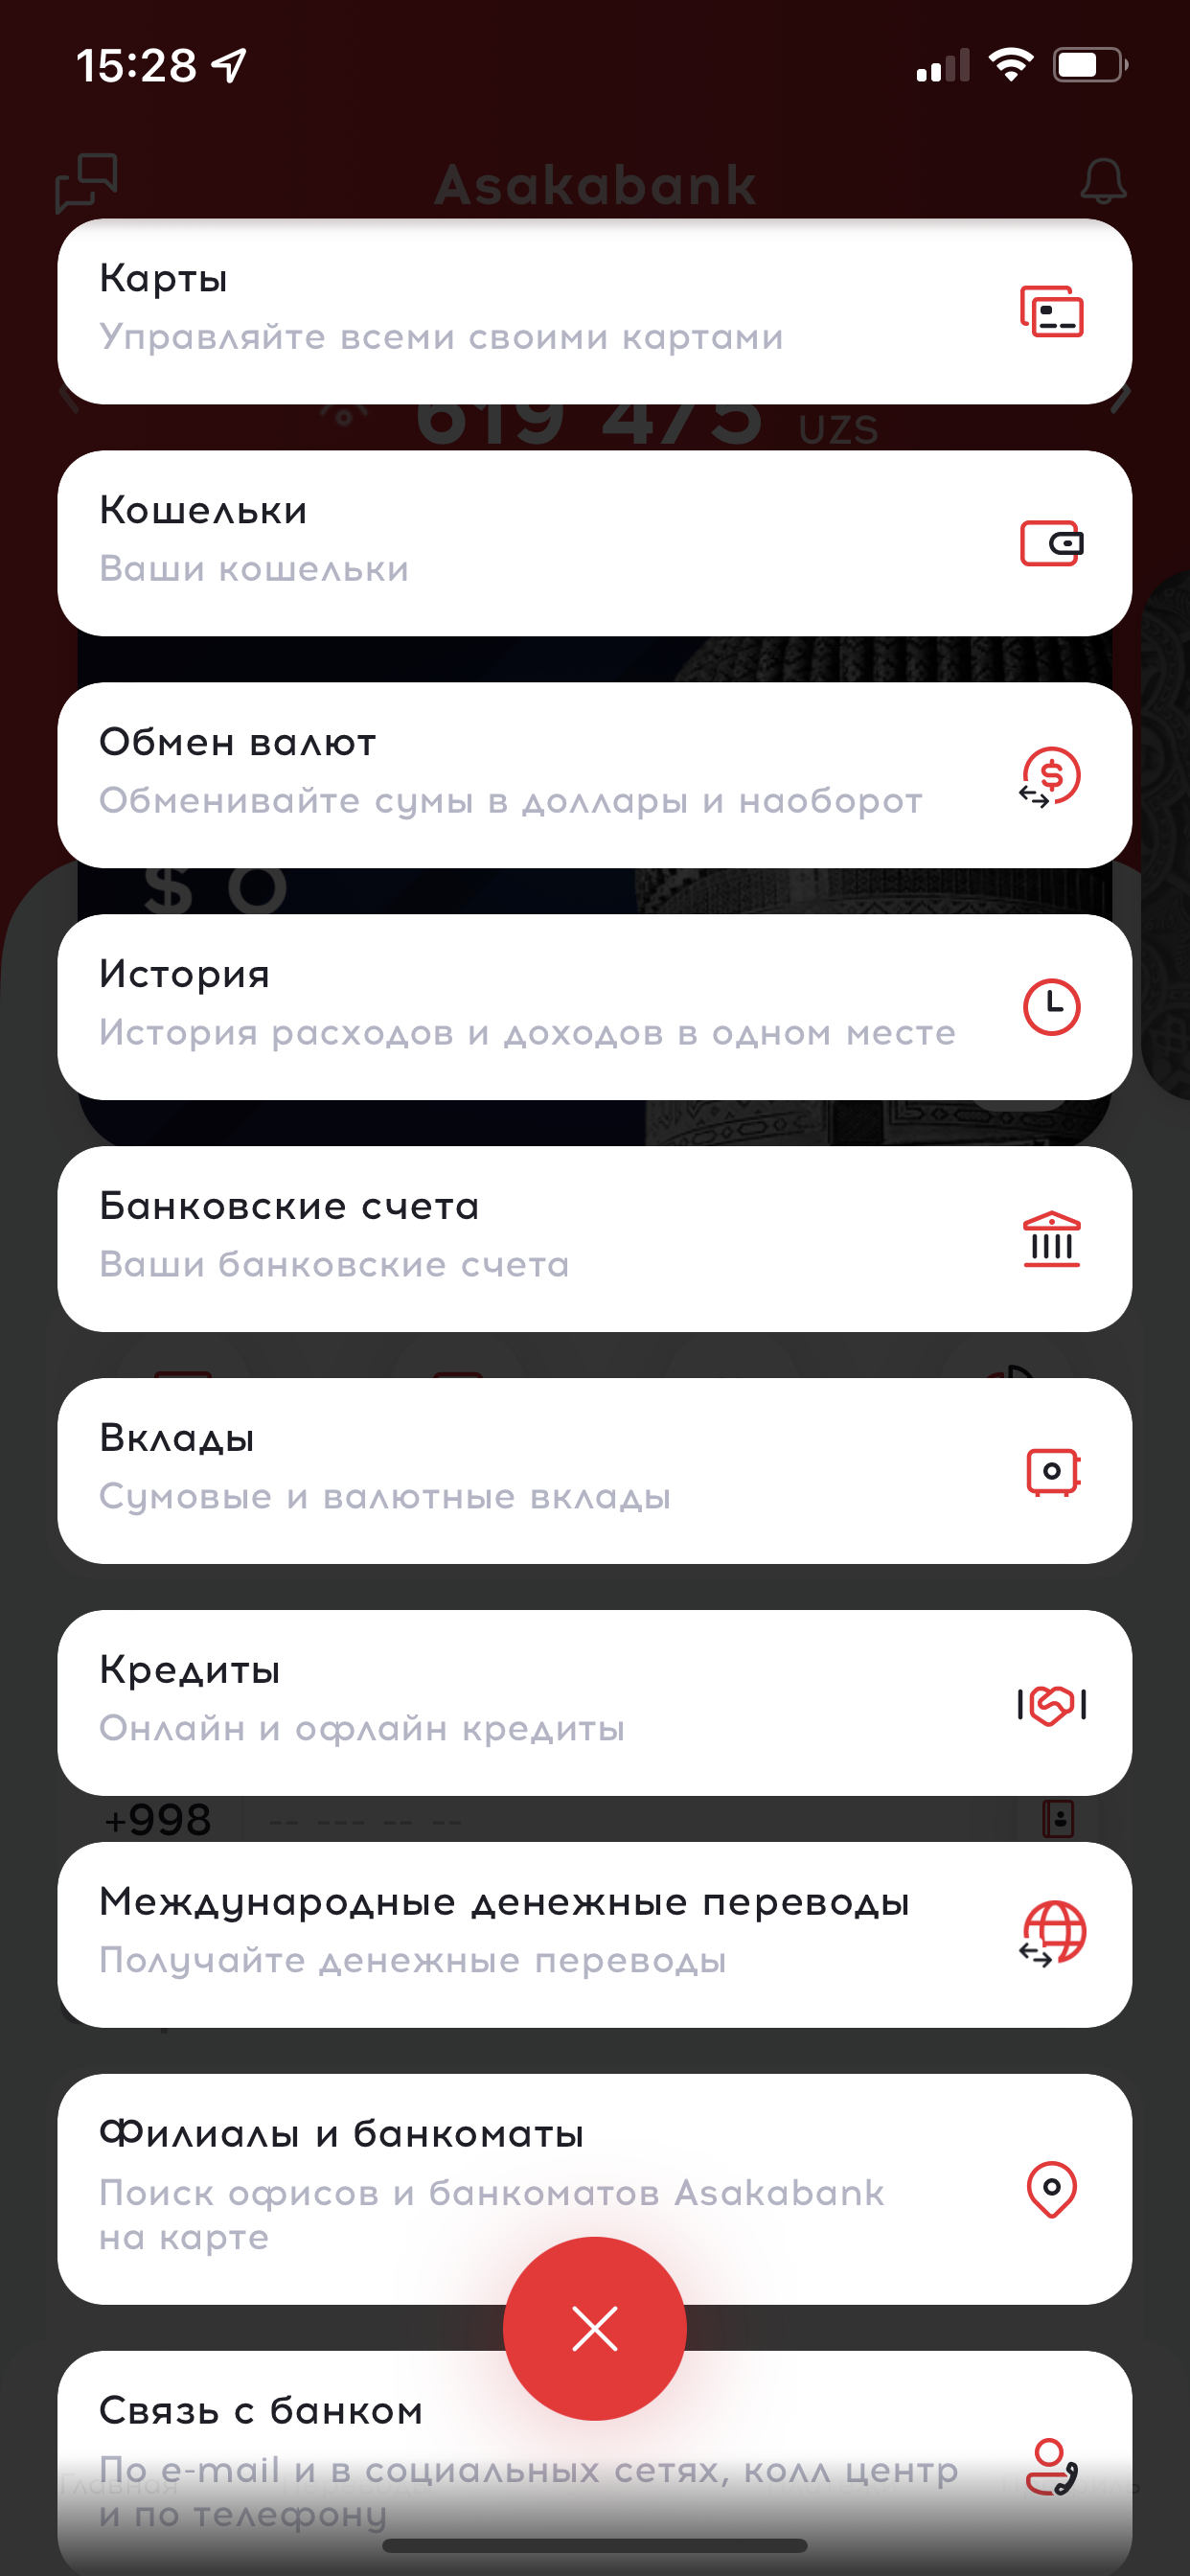 15:28
Asakabank
Карты
Управляйте всеми своими картами
619 475 UZS
Кошельки
Ваши кошельки
Обмен валют
Обменивайте сумы в доллары и наоборот
$ 0
История
История расходов и доходов в одном месте
Банковские счета
Ваши банковские счета
Вклады
Сумовые и валютные вклады
Кредиты
Онлайн и офлайн кредиты
+998 -- --- -- --
Международные денежные переводы
Получайте денежные переводы
Филиалы и банкоматы
Поиск офисов и банкоматов Asakabank
на карте
Связь с банком
По e-mail и в социальных сетях, колл центр
Главная
и по телефону